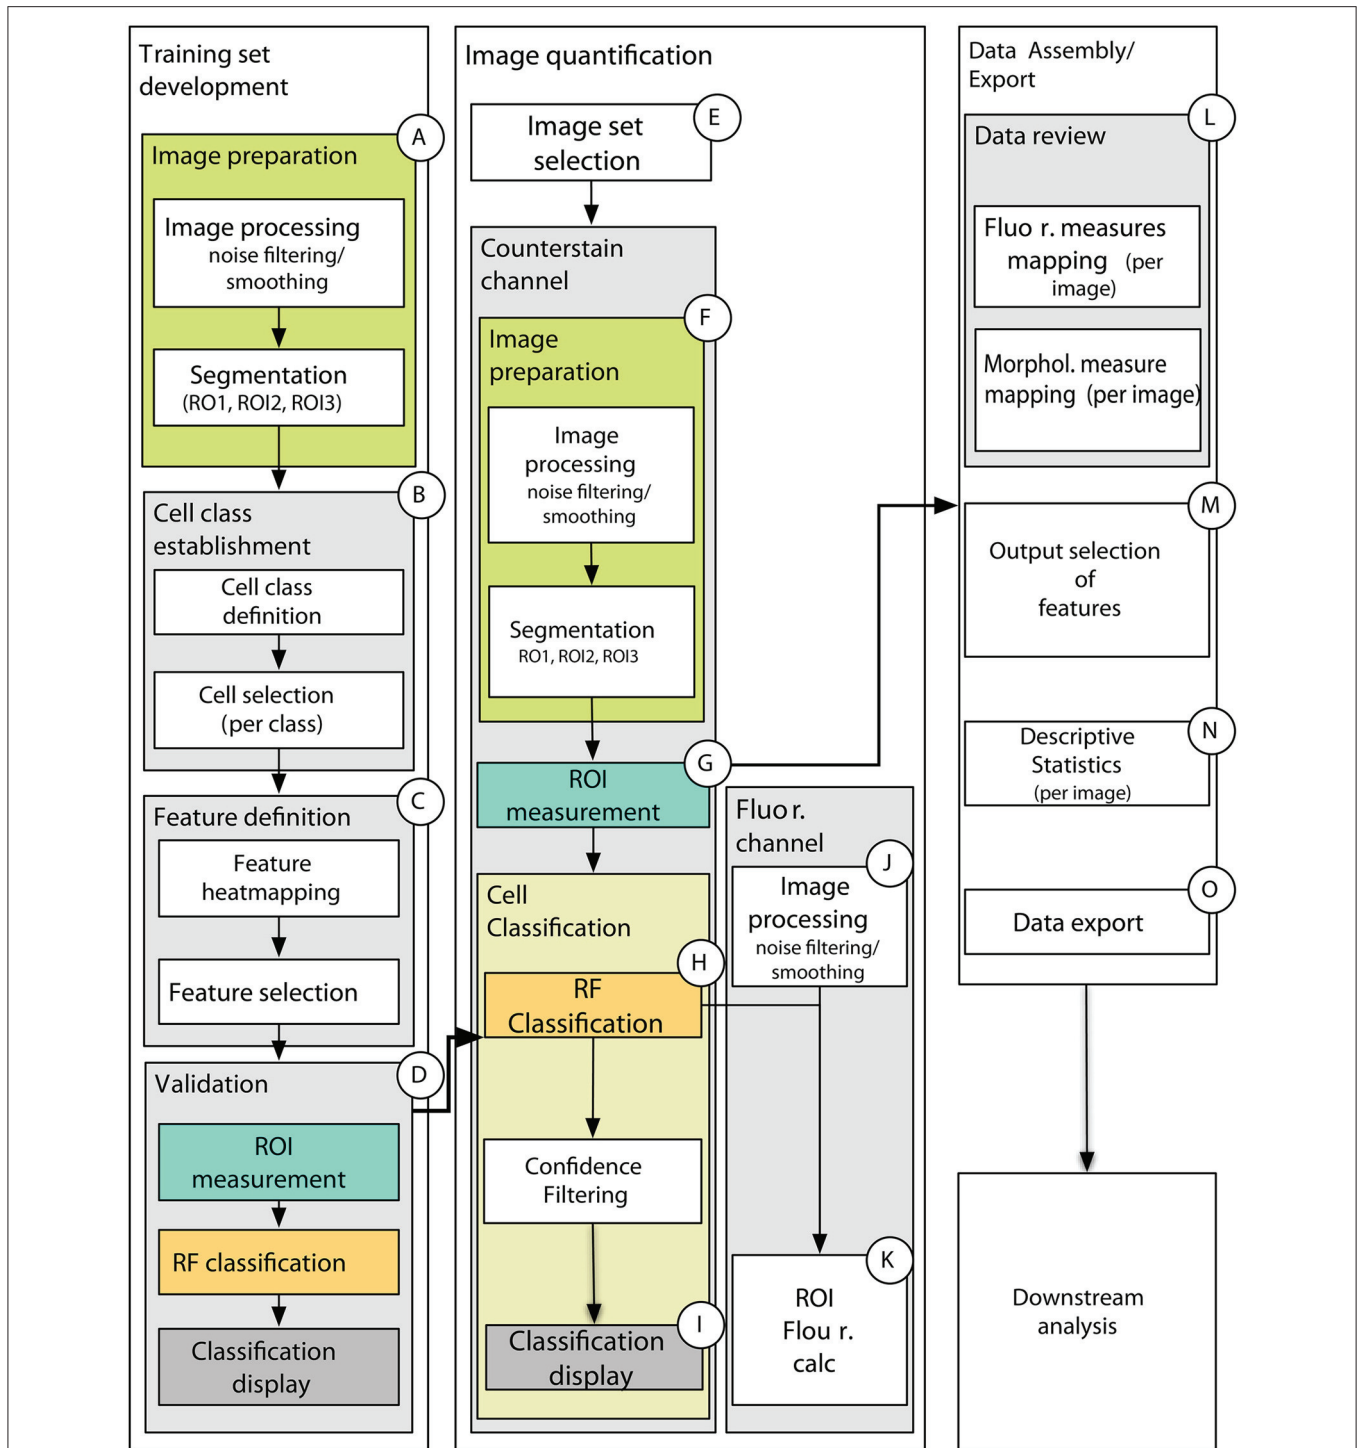 Training set
development
A
Image preparation
Image processing
noise filtering/
smoothing
Segmentation
(RO1, ROI2, ROI3)
B
Cell class
establishment
Cell class
definition
Cell selection
(per class)
C
Feature definition
Feature
heatmapping
Feature selection
D
Validation
ROI
measurement
RF classification
Classification
display
Image quantification
E
Image set
selection
Counterstain
channel
F
Image
preparation
Image
processing
noise filtering/
smoothing
Segmentation
RO1, ROI2, ROI3
G
ROI
measurement
Cell
Classification
H
RF
Classification
Confidence
Filtering
I
Classification
display
Fluo r.
channel
J
Image
processing
noise filtering/
smoothing
K
ROI
Flou r.
calc
Data Assembly/
Export
L
Data review
Fluo r. measures
mapping (per
image)
Morphol. measure
mapping (per image)
M
Output selection
of
features
N
Descriptive
Statistics
(per image)
O
Data export
Downstream
analysis